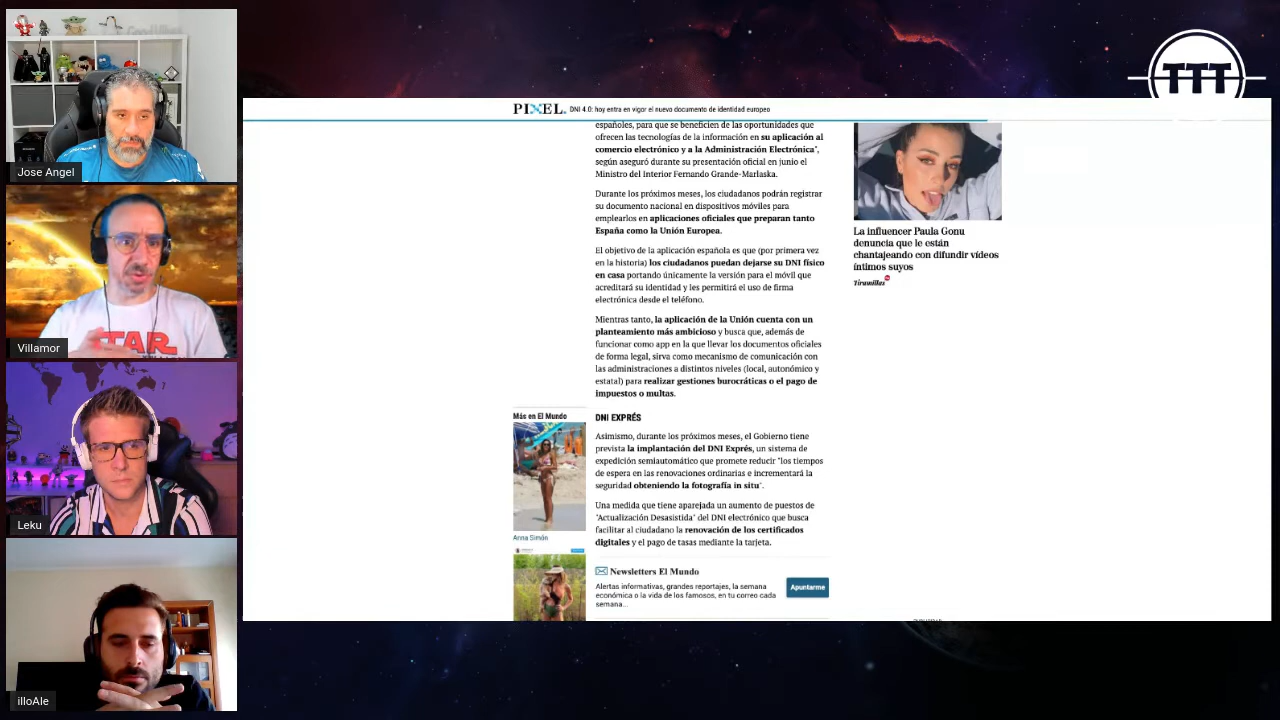 Jose Angel
Villamor
STAR
Leku
illoAle
TTT
PIXEL. DNI 4.0: hoy entra en vigor el nuevo documento de identidad europeo
españoles, para que se beneficien de las oportunidades que
ofrecen las tecnologías de la información en su aplicación al
comercio electrónico y a la Administración Electrónica",
según aseguró durante su presentación oficial en junio el
Ministro del Interior Fernando Grande-Marlaska.
Durante los próximos meses, los ciudadanos podrán registrar
su documento nacional en dispositivos móviles para
emplearlos en aplicaciones oficiales que preparan tanto
España como la Unión Europea.
El objetivo de la aplicación española es que (por primera vez
en la historia) los ciudadanos puedan dejarse su DNI físico
en casa portando únicamente la versión para el móvil que
acreditará su identidad y les permitirá el uso de firma
electrónica desde el teléfono.
Mientras tanto, la aplicación de la Unión cuenta con un
planteamiento más ambicioso y busca que, además de
funcionar como app en la que llevar los documentos oficiales
de forma legal, sirva como mecanismo de comunicación con
las administraciones a distintos niveles (local, autonómico y
estatal) para realizar gestiones burocráticas o el pago de
impuestos o multas.
DNI EXPRÉS
Asimismo, durante los próximos meses, el Gobierno tiene
prevista la implantación del DNI Exprés, un sistema de
expedición semiautomático que promete reducir "los tiempos
de espera en las renovaciones ordinarias e incrementará la
seguridad obteniendo la fotografía in situ".
Una medida que tiene aparejada un aumento de puestos de
"Actualización Desasistida" del DNI electrónico que busca
facilitar al ciudadano la renovación de los certificados
digitales y el pago de tasas mediante la tarjeta.
Newsletters El Mundo
Alertas informativas, grandes reportajes, la semana
económica o la vida de los famosos, en tu correo cada
semana...
Apuntarme
Más en El Mundo
Anna Simón
La influencer Paula Gonu
denuncia que le están
chantajeando con difundir vídeos
íntimos suyos
Tiramillas